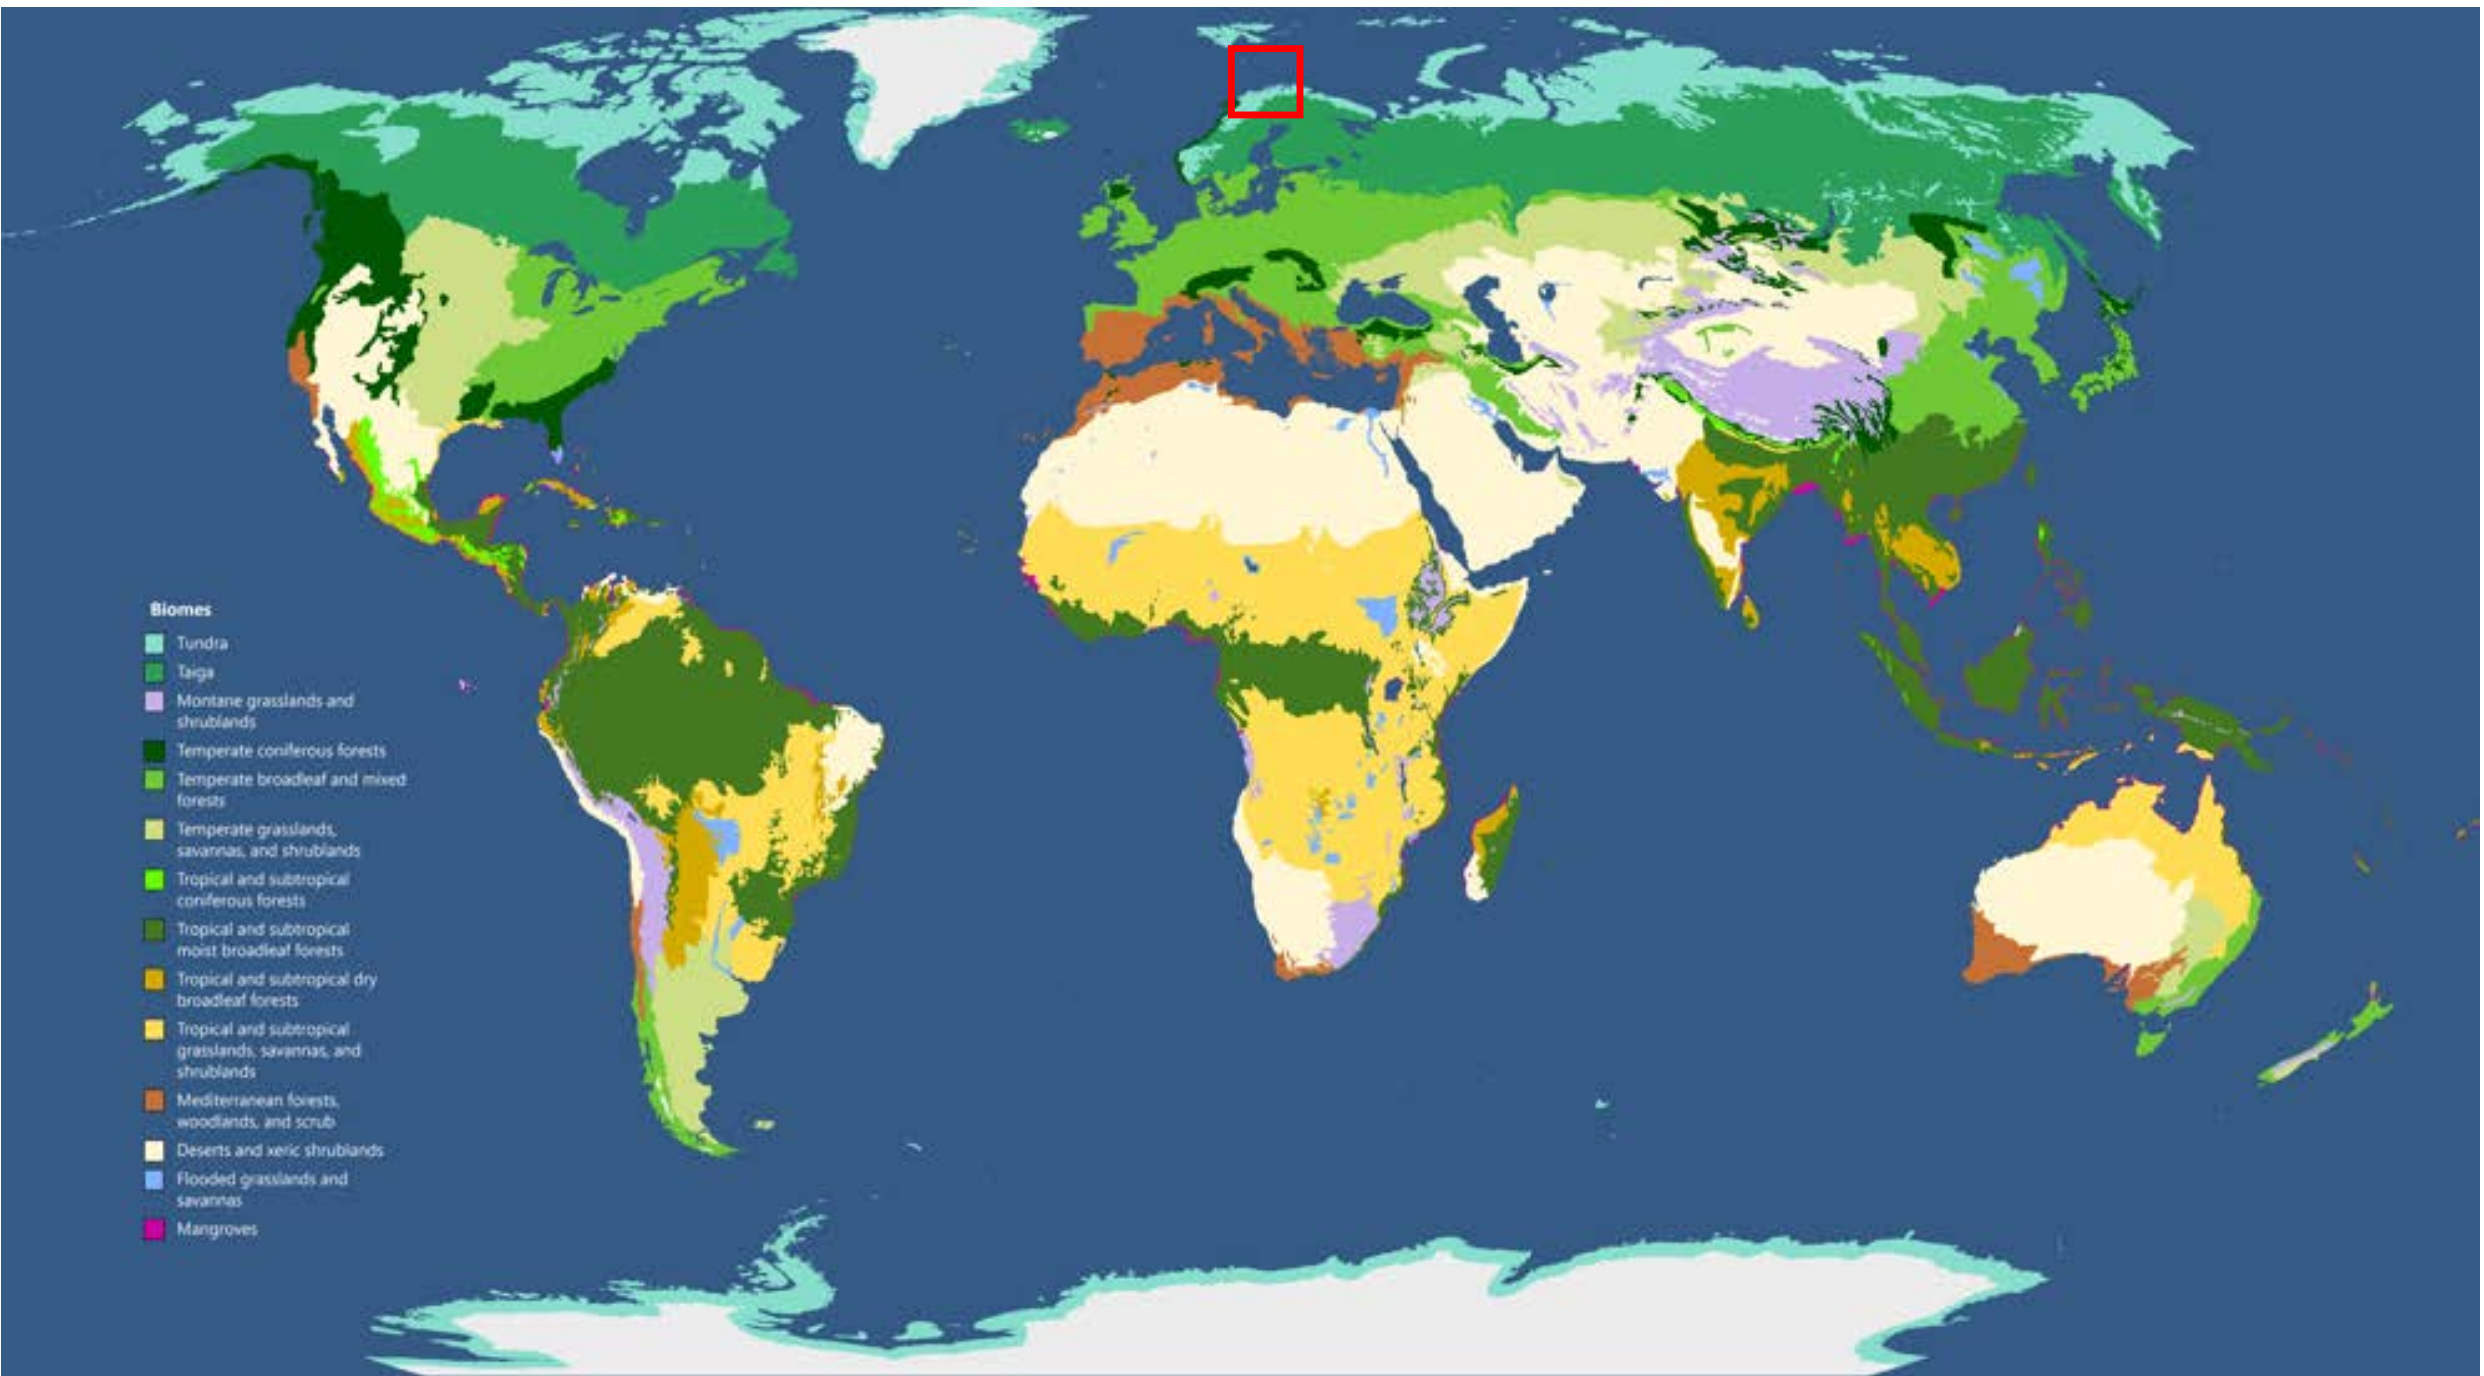 Biomes
Tundra
Taiga
Montane grasslands and
shrublands
Temperate coniferous forests
Temperate broadleaf and mixed
forests
Temperate grasslands,
savannas, and shrublands
Tropical and subtropical
coniferous forests
Tropical and subtropical
moist broadleaf forests
Tropical and subtropical dry
broadleaf forests
Tropical and subtropical
grasslands, savannas, and
shrublands
Mediterranean forests,
woodlands, and scrub
Deserts and xeric shrublands
Flooded grasslands and
savannas
Mangroves